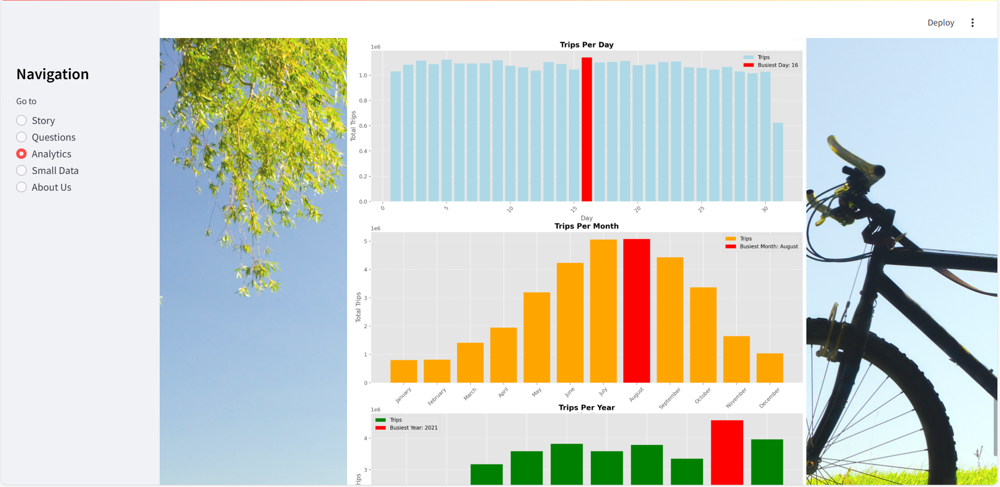 Deploy
Navigation
Go to
Story
Questions
Analytics
Small Data
About Us
Trips Per Day
1e6
Trips
Busiest Day: 16
1.0
0.8
0.6
0.4
0.2
0.0
Total Trips
0 5 10 15 20 25 30
Day
Trips Per Month
1e6
Trips
Busiest Month: August
5
4
3
2
1
0
Total Trips
January February March April May June July August September October November December
Trips Per Year
1e6
Trips
Busiest Year: 2021
4
3